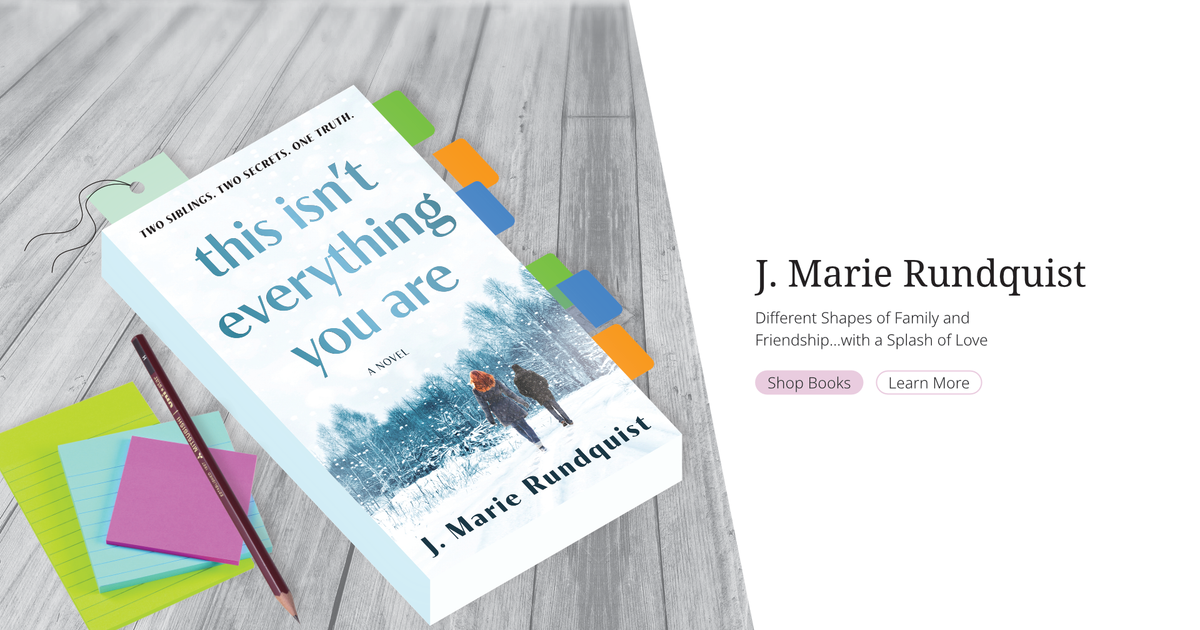 TWO SIBLINGS. TWO SECRETS. ONE TRUTH.
this isn't
everything
you are
A NOVEL
J. Marie Rundquist
J. Marie Rundquist
Different Shapes of Family and
Friendship...with a Splash of Love
Shop Books
Learn More